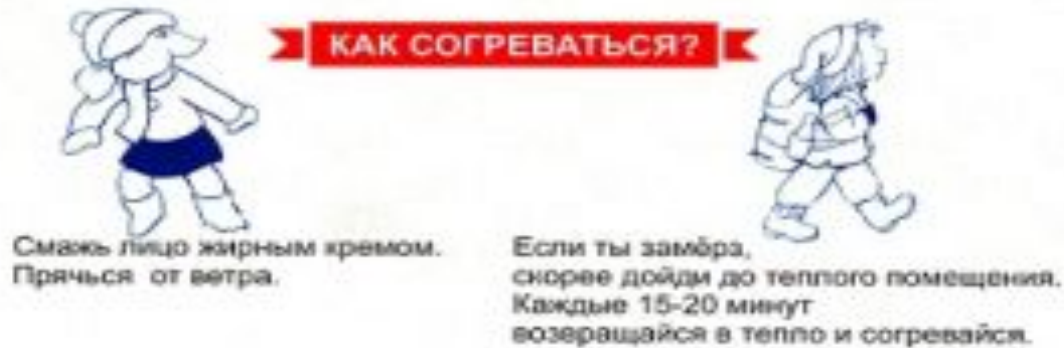 КАК СОГРЕВАТЬСЯ?
Смажь лицо жирным кремом.
Прячься от ветра.
Если ты замёрз,
скорее дойди до теплого помещения.
Каждые 15-20 минут
возвращайся в тепло и согревайся.